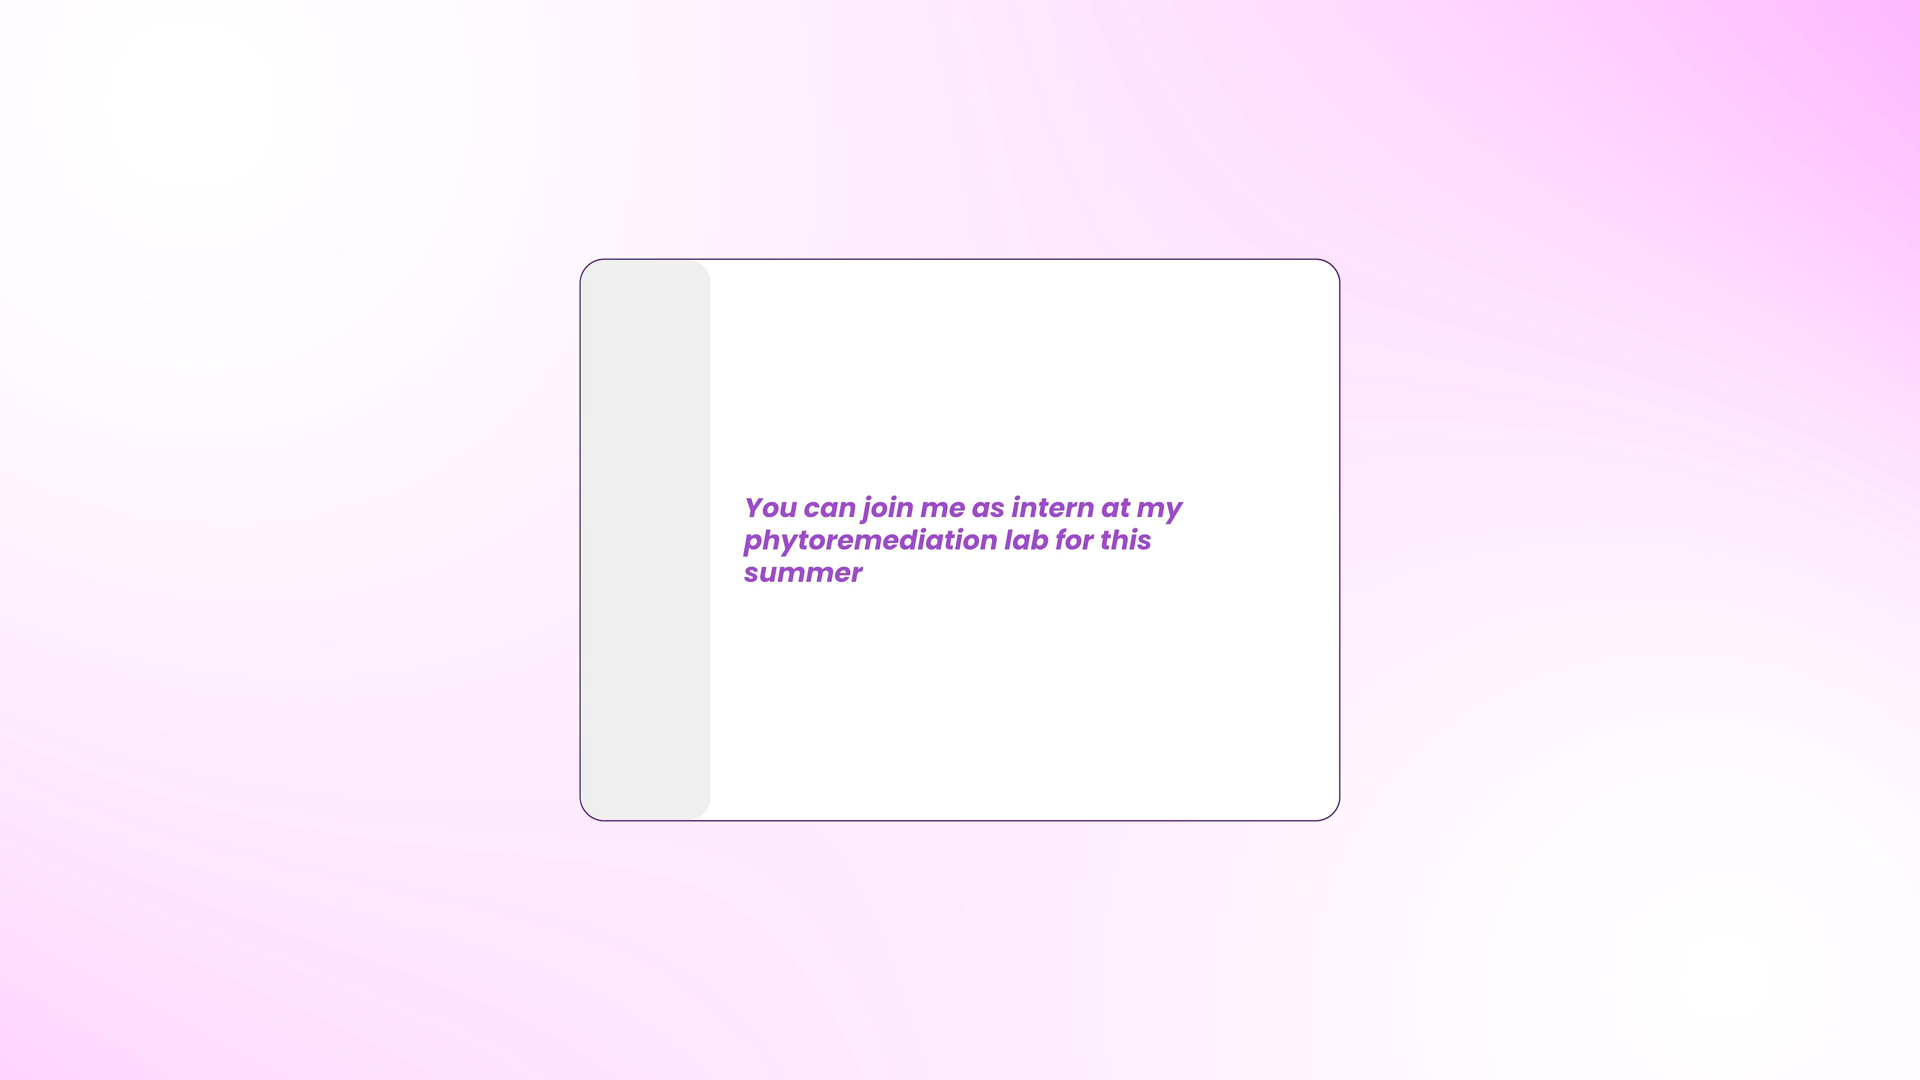 You can join me as intern at my
phytoremediation lab for this
summer